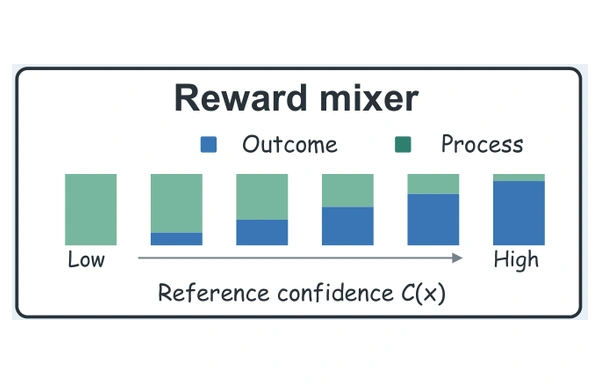 Reward mixer
Outcome Process
Low High
Reference confidence C(x)